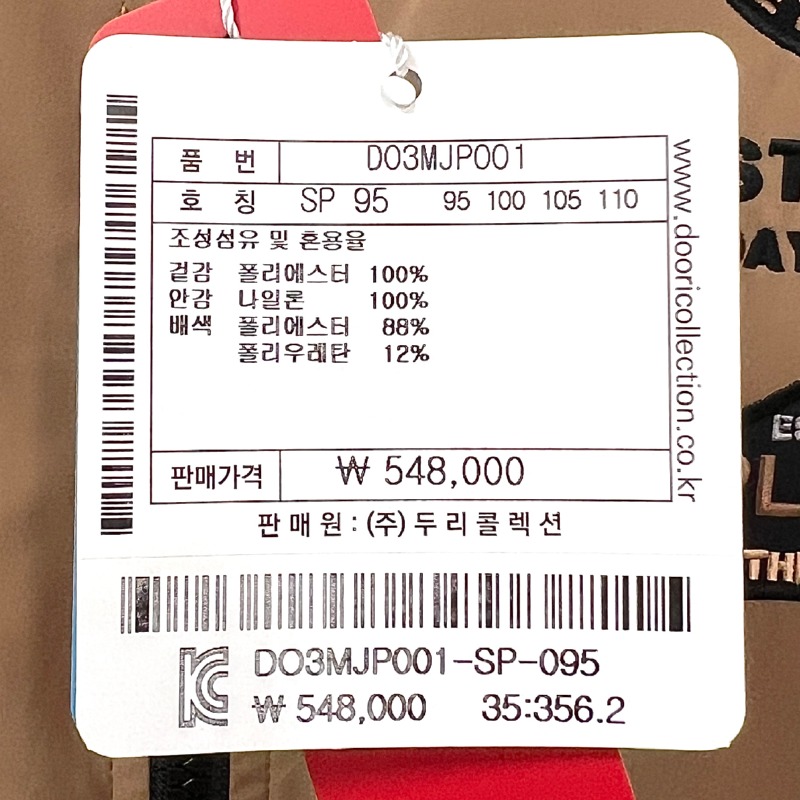 품 번 DO3MJP001
호 칭 SP 95 95 100 105 110
조성섬유 및 혼용율
겉감 폴리에스터 100%
안감 나일론 100%
배색 폴리에스터 88%
폴리우레탄 12%
판매가격 ₩ 548,000
판 매 원 : (주) 두 리 콜 렉 션
www.dooricollection.co.kr
DO3MJP001-SP-095
₩ 548,000 35:356.2
ST